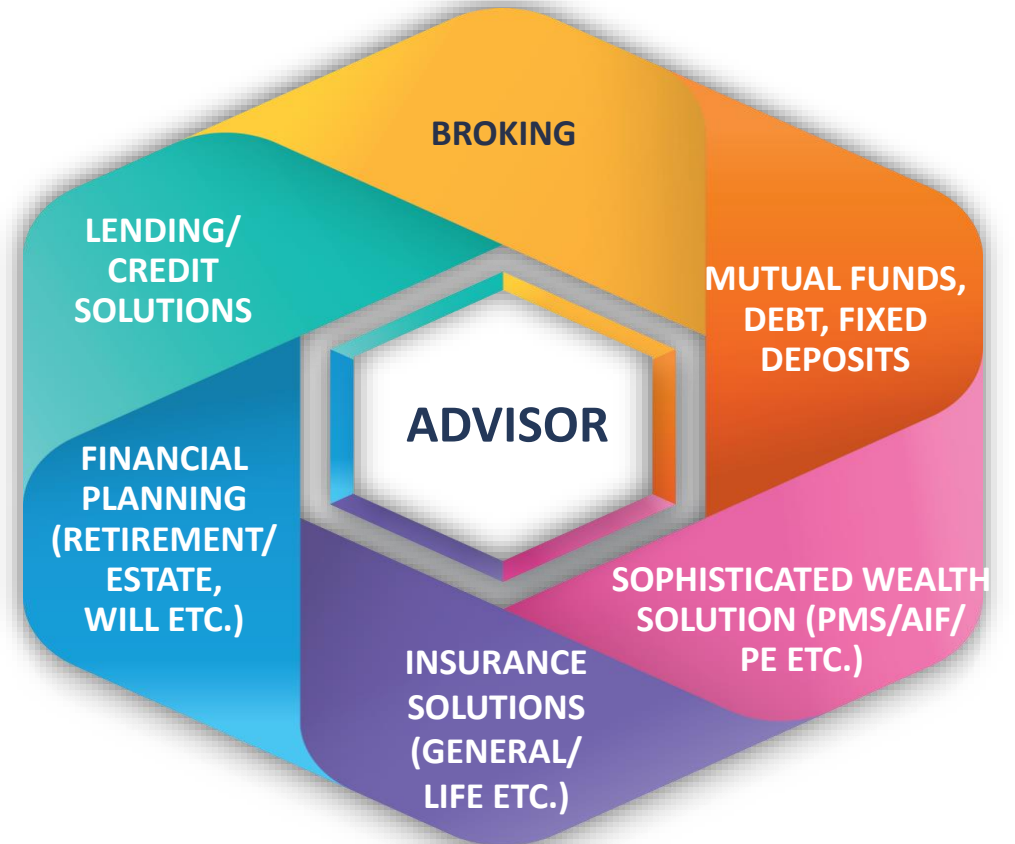 BROKING
LENDING/
CREDIT
SOLUTIONS
MUTUAL FUNDS,
DEBT, FIXED
DEPOSITS
ADVISOR
FINANCIAL
PLANNING
(RETIREMENT/
ESTATE,
WILL ETC.)
SOPHISTICATED WEALTH
SOLUTION (PMS/AIF/
PE ETC.)
INSURANCE
SOLUTIONS
(GENERAL/
LIFE ETC.)